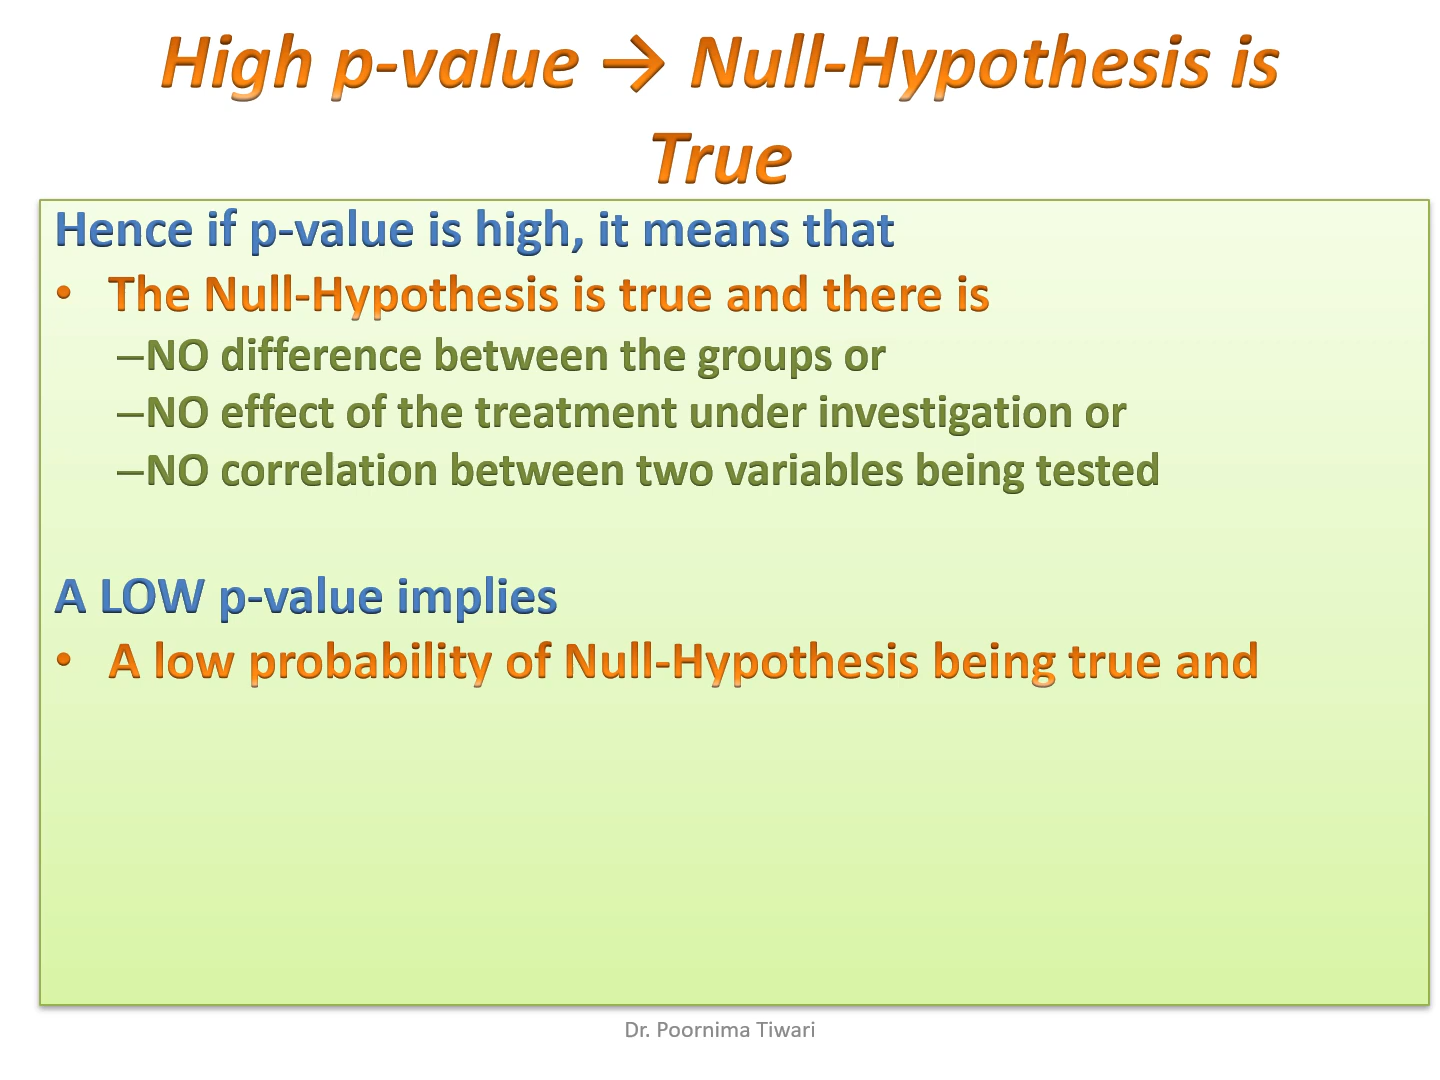 High p-value → Null-Hypothesis is
True
Hence if p-value is high, it means that
• The Null-Hypothesis is true and there is
–NO difference between the groups or
–NO effect of the treatment under investigation or
–NO correlation between two variables being tested
A LOW p-value implies
• A low probability of Null-Hypothesis being true and
Dr. Poornima Tiwari